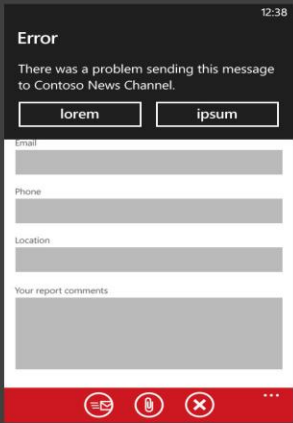 12:38
Error
There was a problem sending this message
to Contoso News Channel.
lorem ipsum
Email
Phone
Location
Your report comments